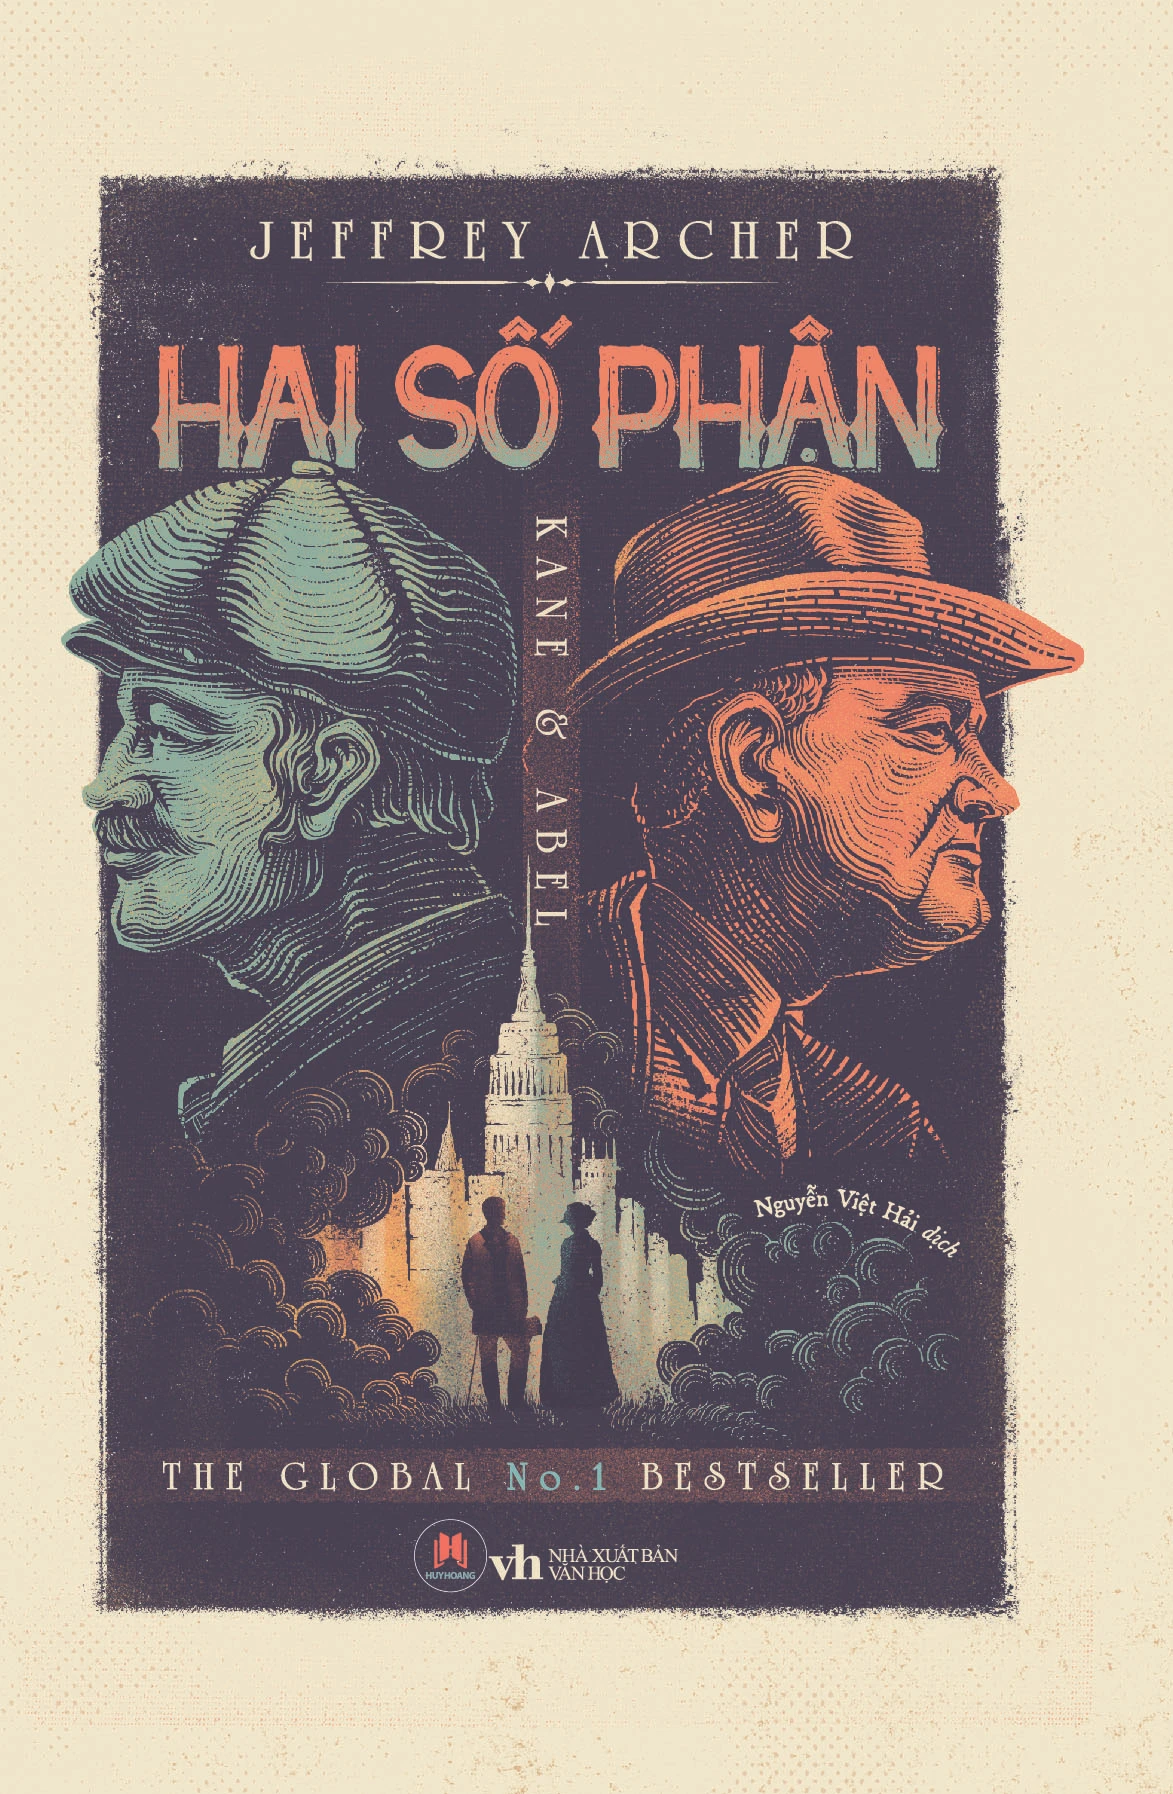 JEFFREY ARCHER
HAI SỐ PHẬN
KANE & ABEL
Nguyễn Việt Hải dịch
THE GLOBAL No.1 BESTSELLER
HUYHOANG
vh
NHÀ XUẤT BẢN
VĂN HỌC